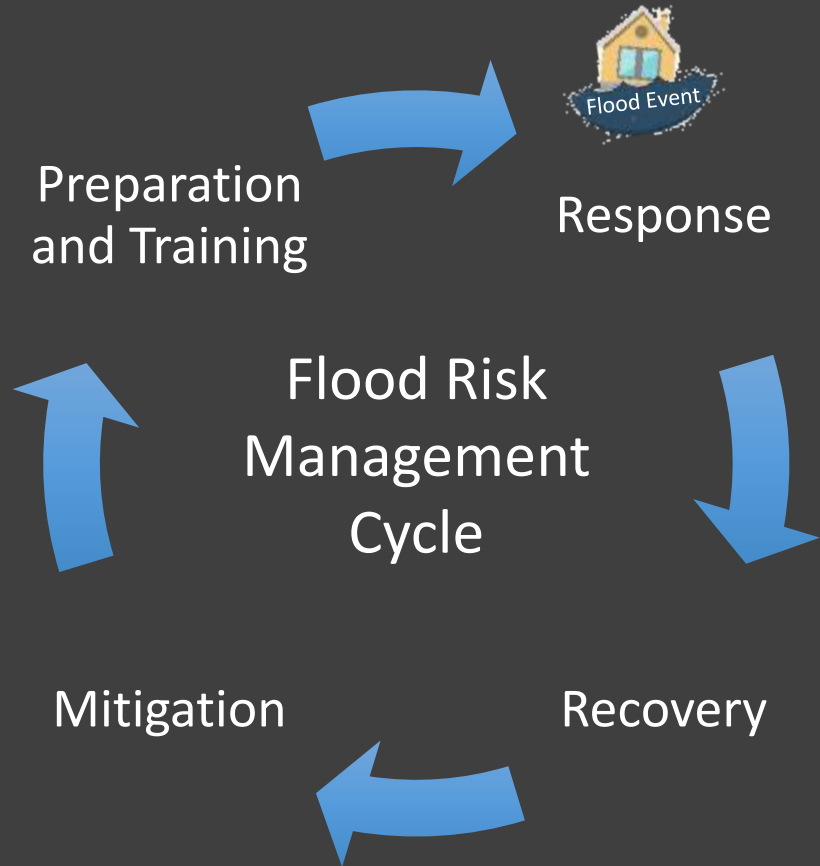 Flood Event
Preparation
and Training
Response
Flood Risk
Management
Cycle
Mitigation
Recovery